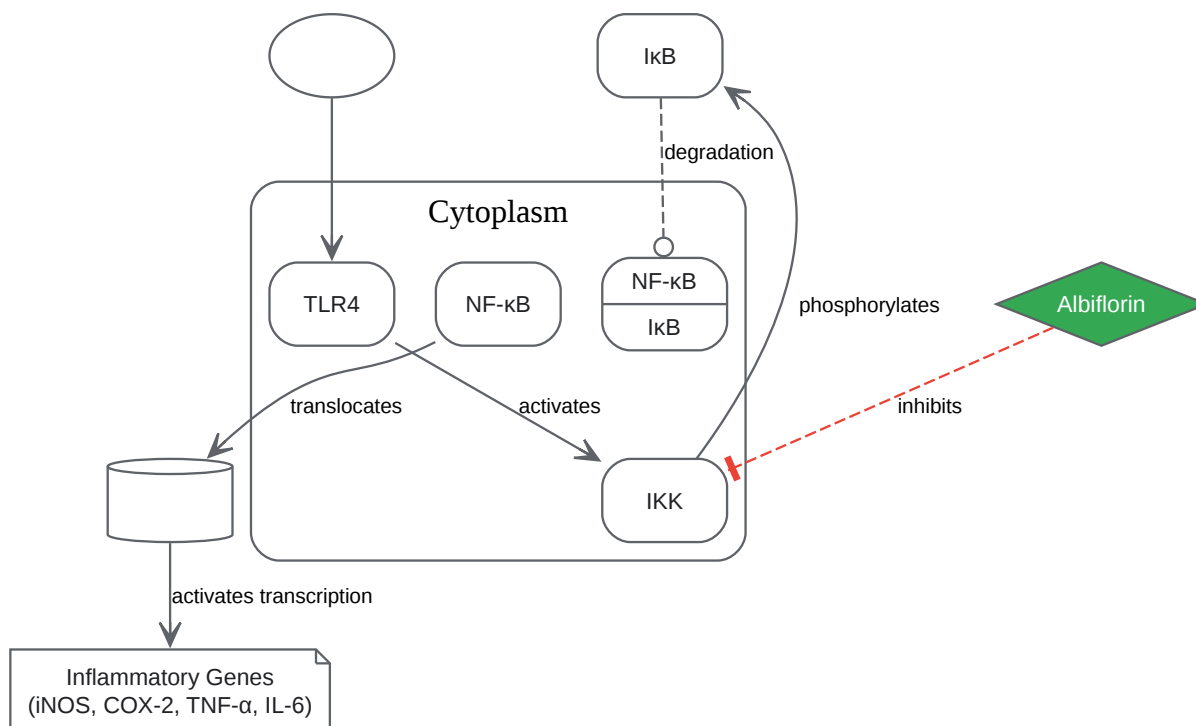 IκB
degradation
Cytoplasm
TLR4
NF-κB
NF-κB
IκB
phosphorylates
Albiflorin
translocates
activates
inhibits
IKK
activates transcription
Inflammatory Genes
(iNOS, COX-2, TNF-α, IL-6)